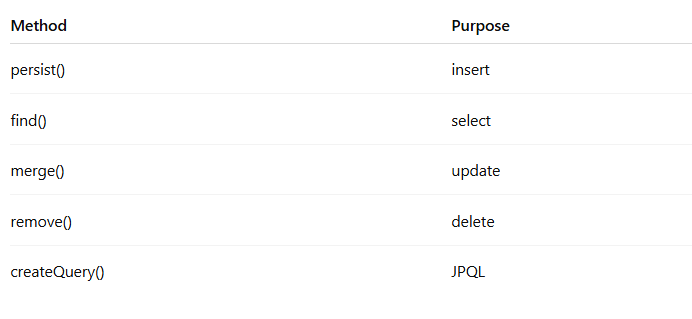 Method Purpose
persist() insert
find() select
merge() update
remove() delete
createQuery() JPQL